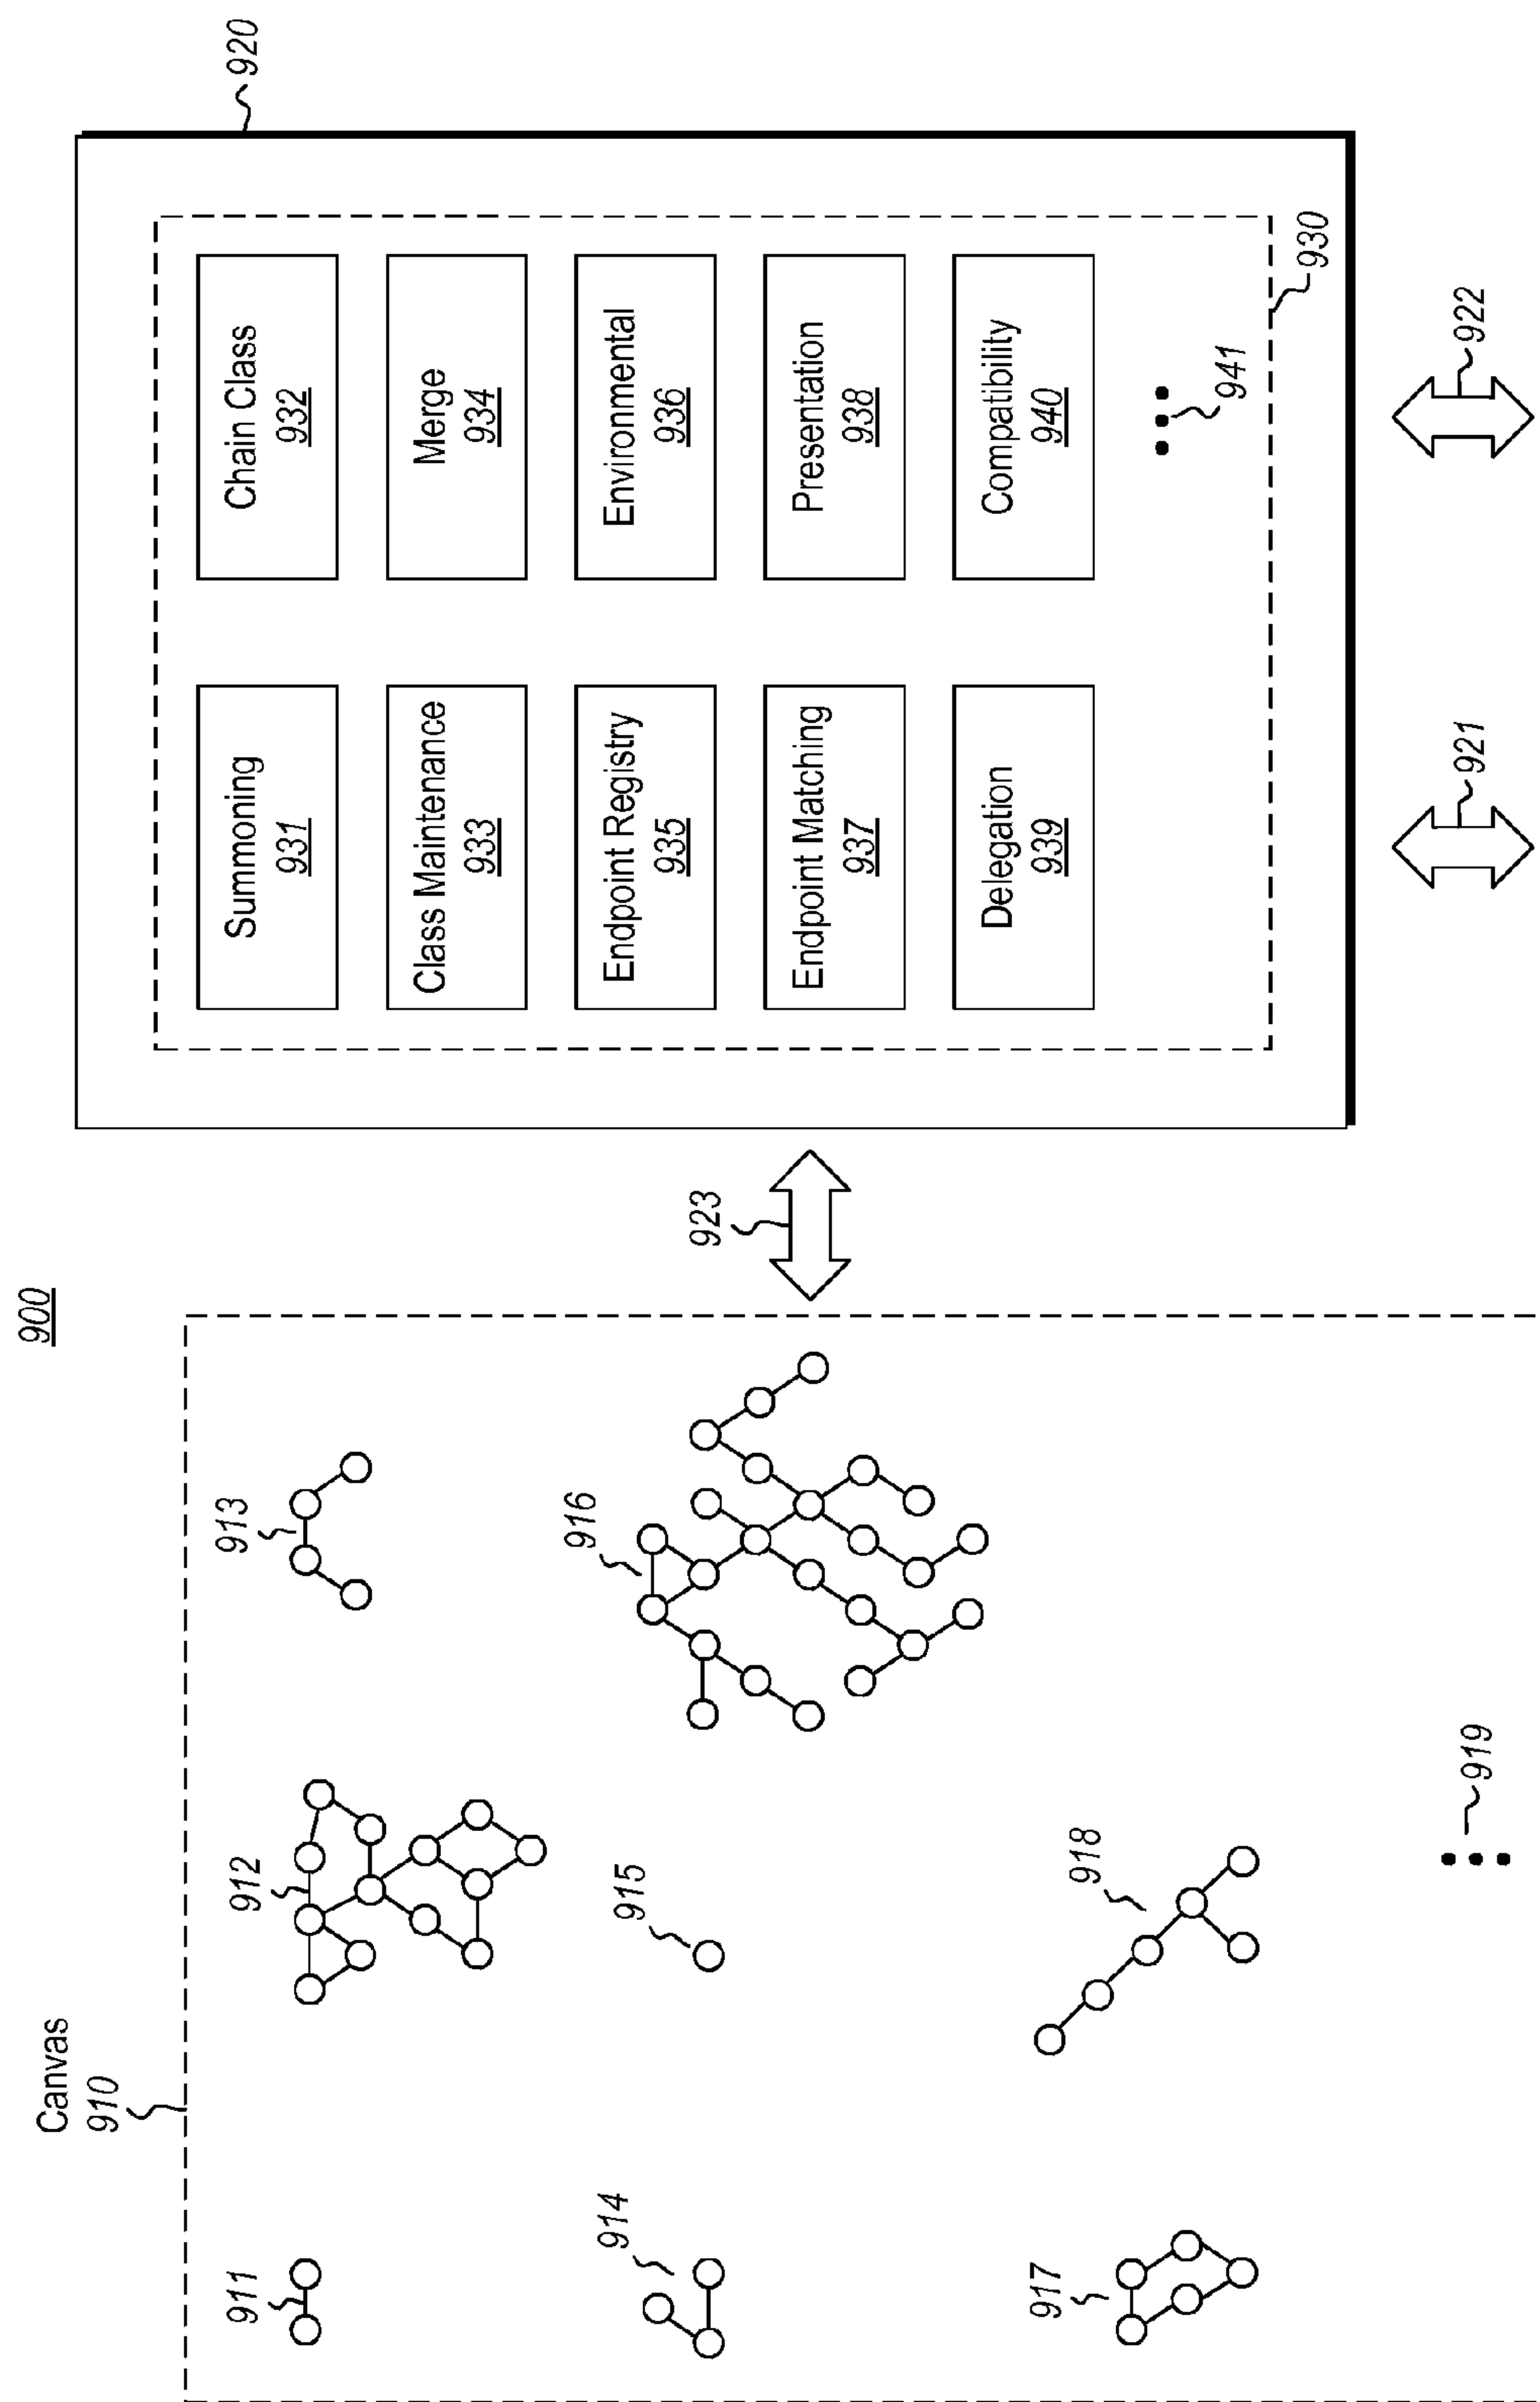 900
Canvas
910
911
912
913
914
915
916
917
918
919
923
920
Summoning
931
Chain Class
932
Class Maintenance
933
Merge
934
Endpoint Registry
935
Environmental
936
Endpoint Matching
937
Presentation
938
Delegation
939
Compatibility
940
941
930
921
922